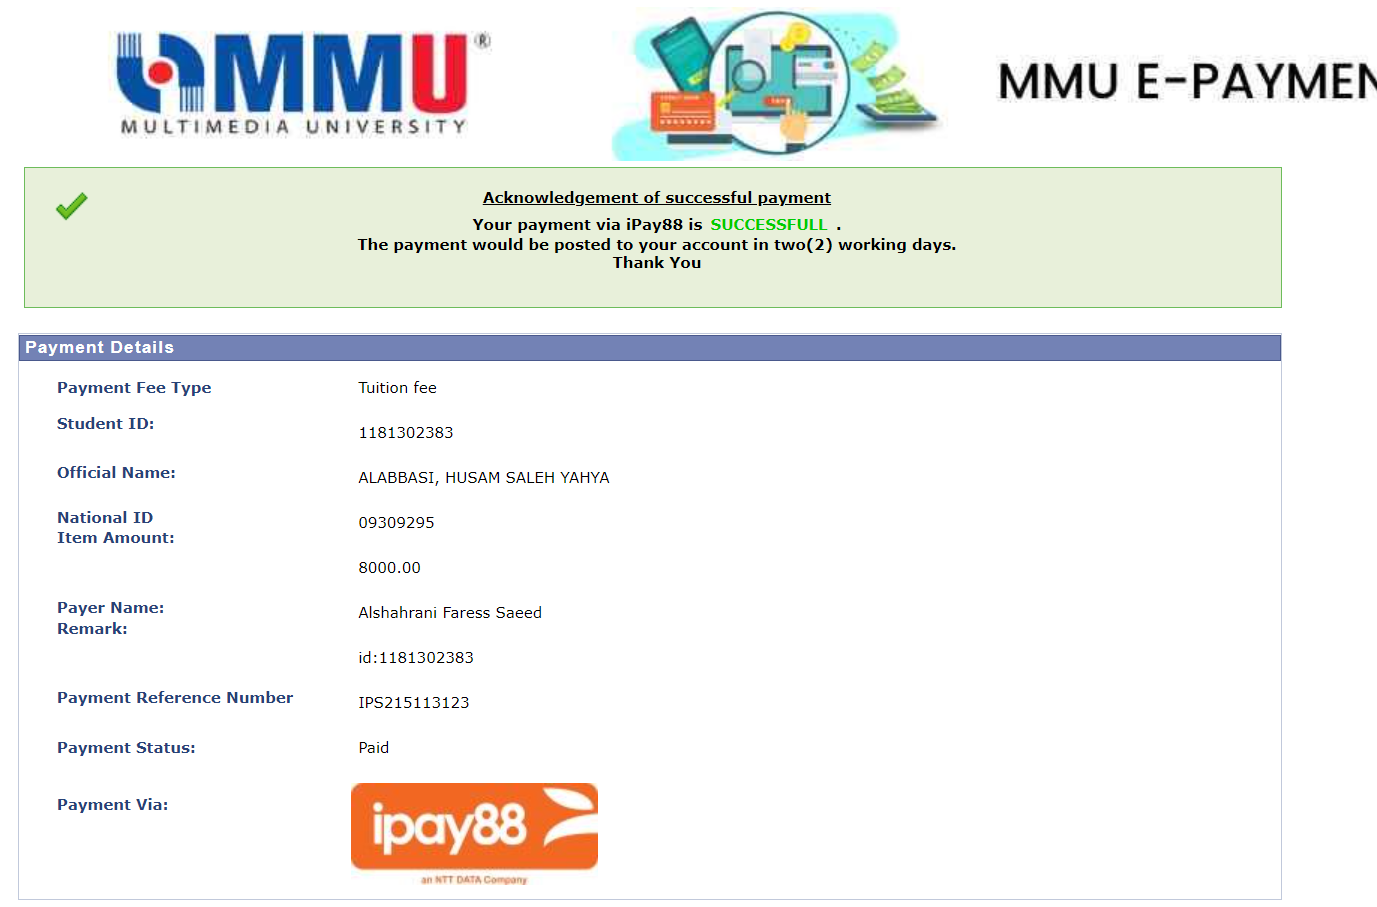 MMU®
MULTIMEDIA UNIVERSITY
MMU E-PAYMEN
Acknowledgement of successful payment
Your payment via iPay88 is SUCCESSFULL .
The payment would be posted to your account in two(2) working days.
Thank You
Payment Details
Payment Fee Type Tuition fee
Student ID: 1181302383
Official Name: ALABBASI, HUSAM SALEH YAHYA
National ID 09309295
Item Amount: 8000.00
Payer Name: Alshahrani Faress Saeed
Remark: id:1181302383
Payment Reference Number IPS215113123
Payment Status: Paid
Payment Via: ipay88
an NTT DATA Company